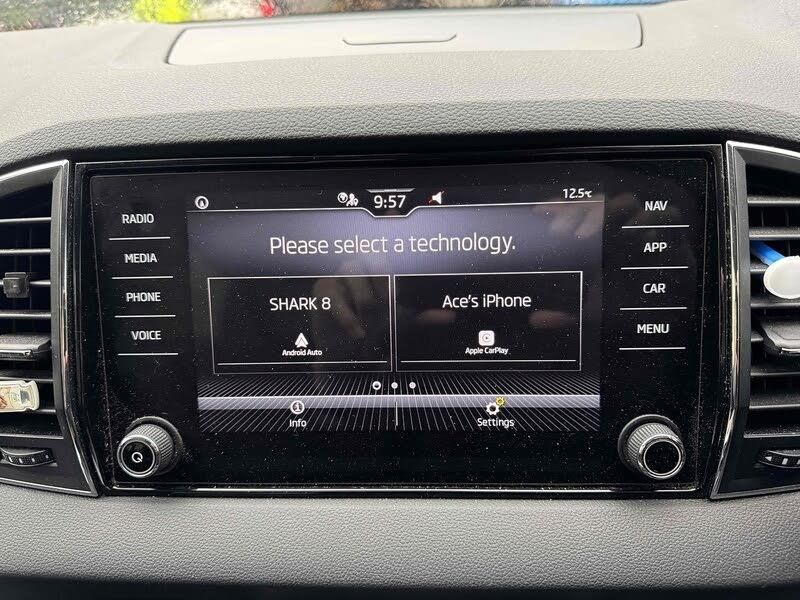 9:57
12.5°C
RADIO
MEDIA
PHONE
VOICE
Please select a technology.
SHARK 8
Android Auto
Ace's iPhone
Apple CarPlay
Info
Settings
NAV
APP
CAR
MENU